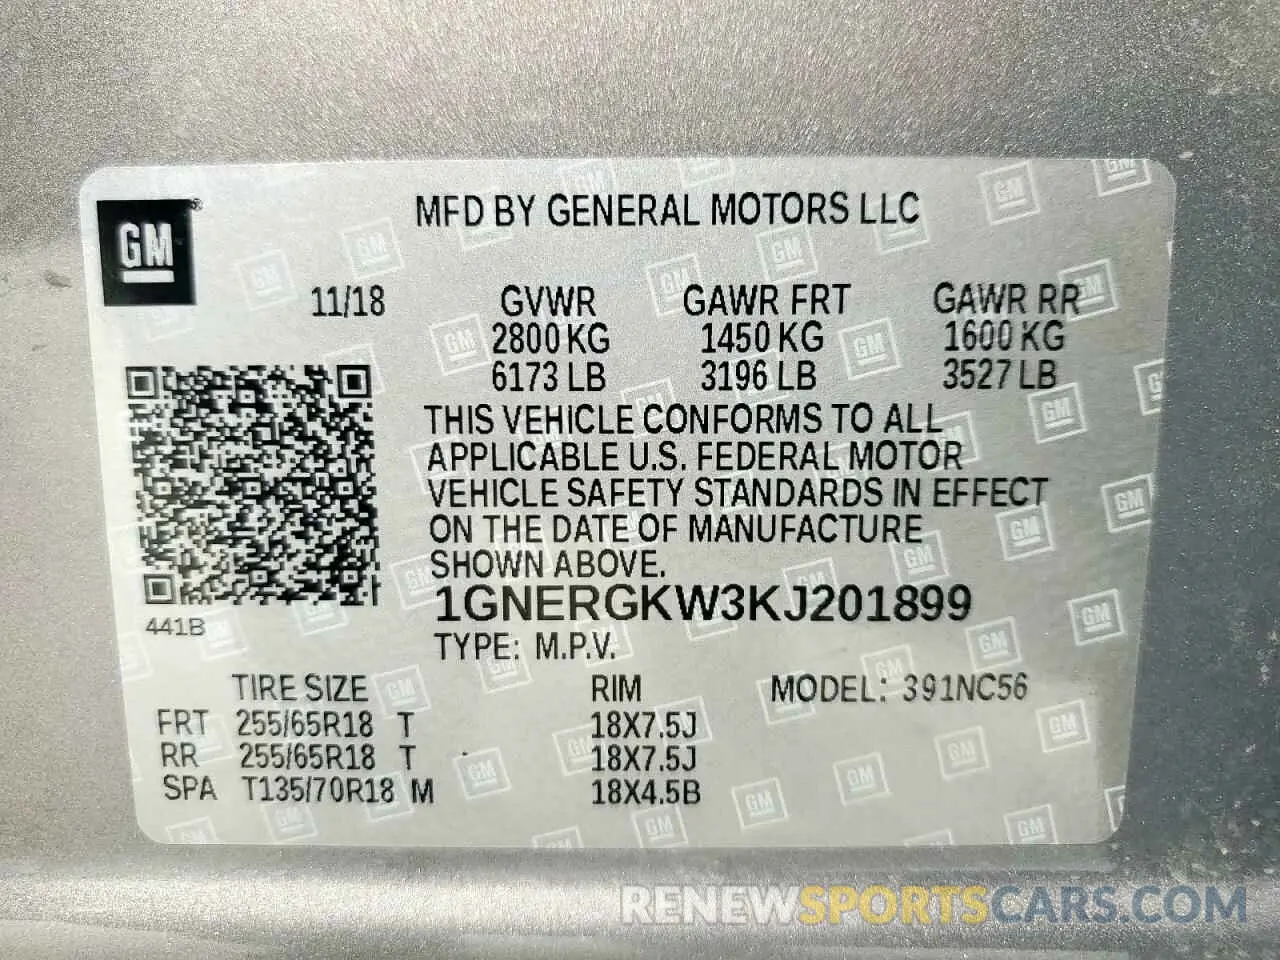 GM ®
MFD BY GENERAL MOTORS LLC
11/18 GVWR GAWR FRT GAWR RR
2800 KG 1450 KG 1600 KG
6173 LB 3196 LB 3527 LB
THIS VEHICLE CONFORMS TO ALL
APPLICABLE U.S. FEDERAL MOTOR
VEHICLE SAFETY STANDARDS IN EFFECT
ON THE DATE OF MANUFACTURE
SHOWN ABOVE.
1GNERGKW3KJ201899
441B
TYPE: M.P.V.
TIRE SIZE RIM MODEL: 391NC56
FRT 255/65R18 T 18X7.5J
RR 255/65R18 T 18X7.5J
SPA T135/70R18 M 18X4.5B
RENEWSPORTSCARS.COM